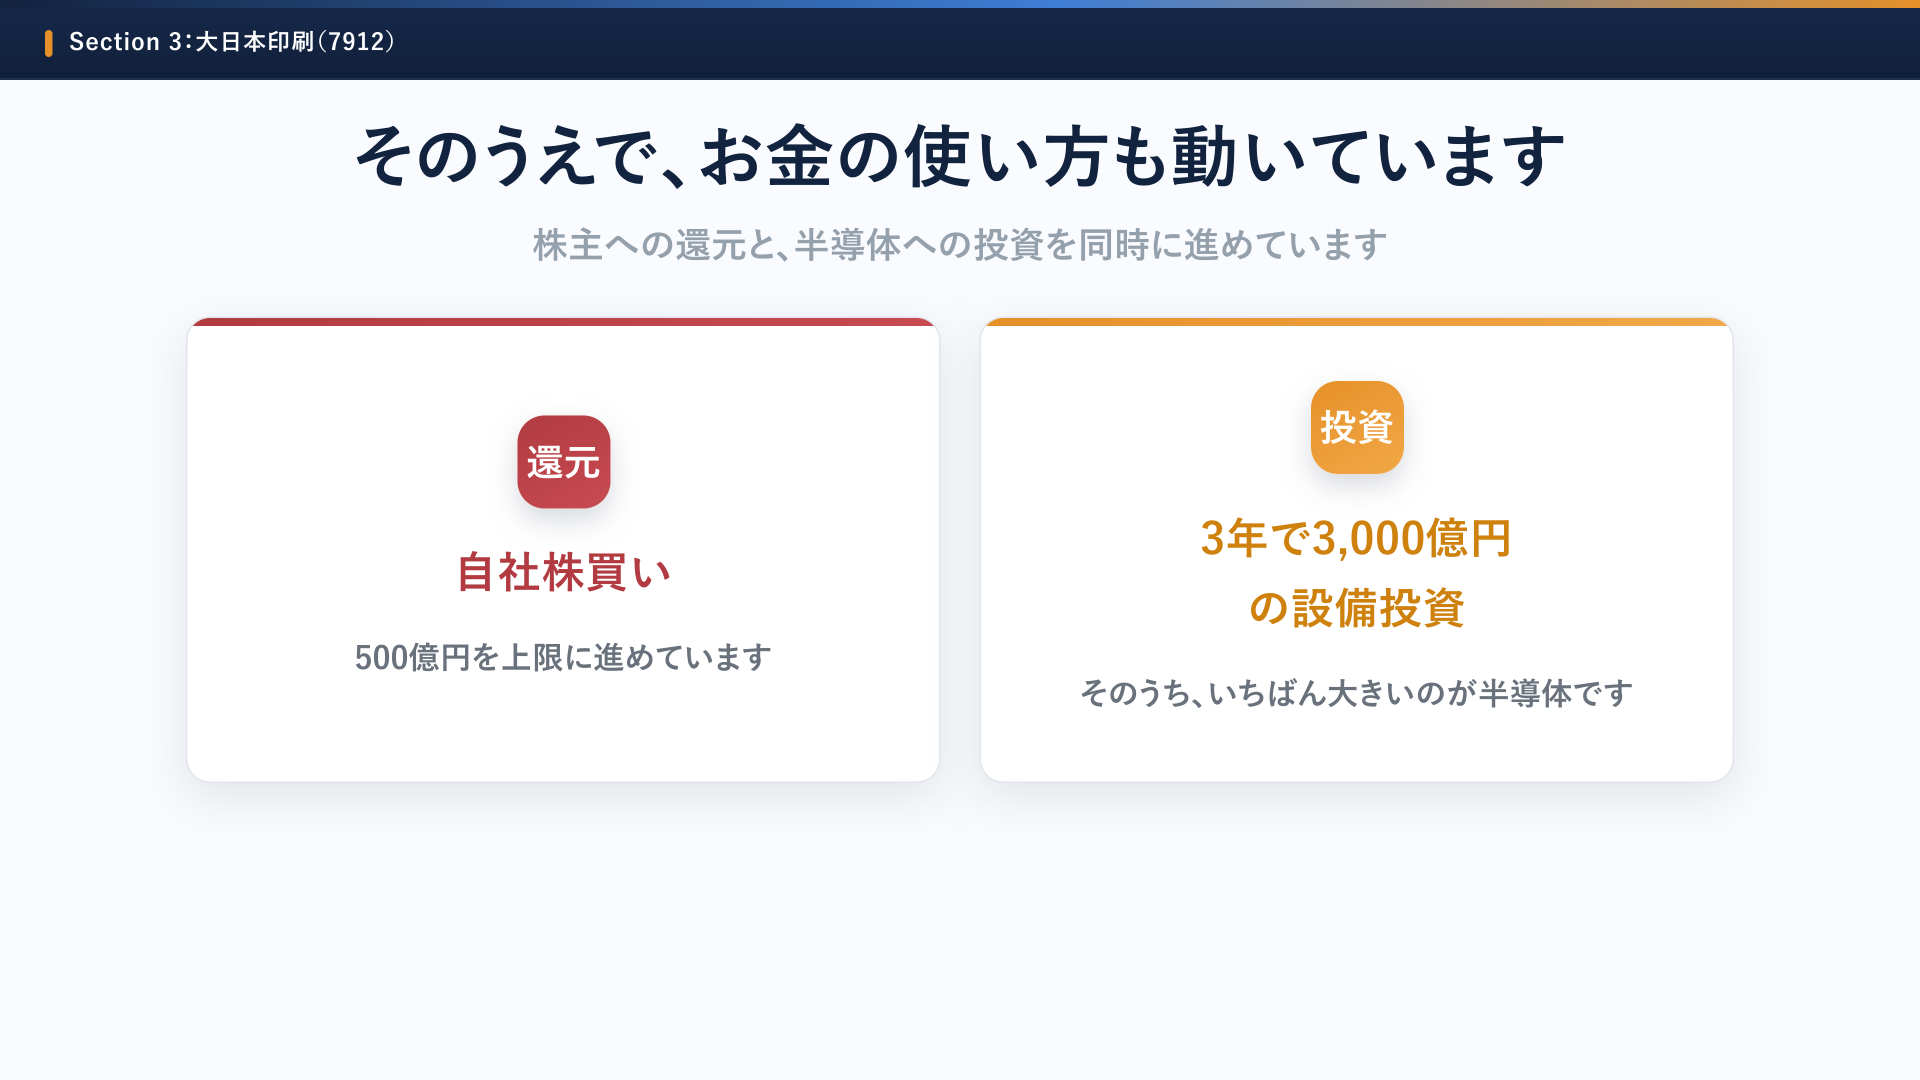 Section 3：大日本印刷（7912）
そのうえで、お金の使い方も動いています
株主への還元と、半導体への投資を同時に進めています
還元
自社株買い
500億円を上限に進めています
投資
3年で3,000億円
の設備投資
そのうち、いちばん大きいのが半導体です